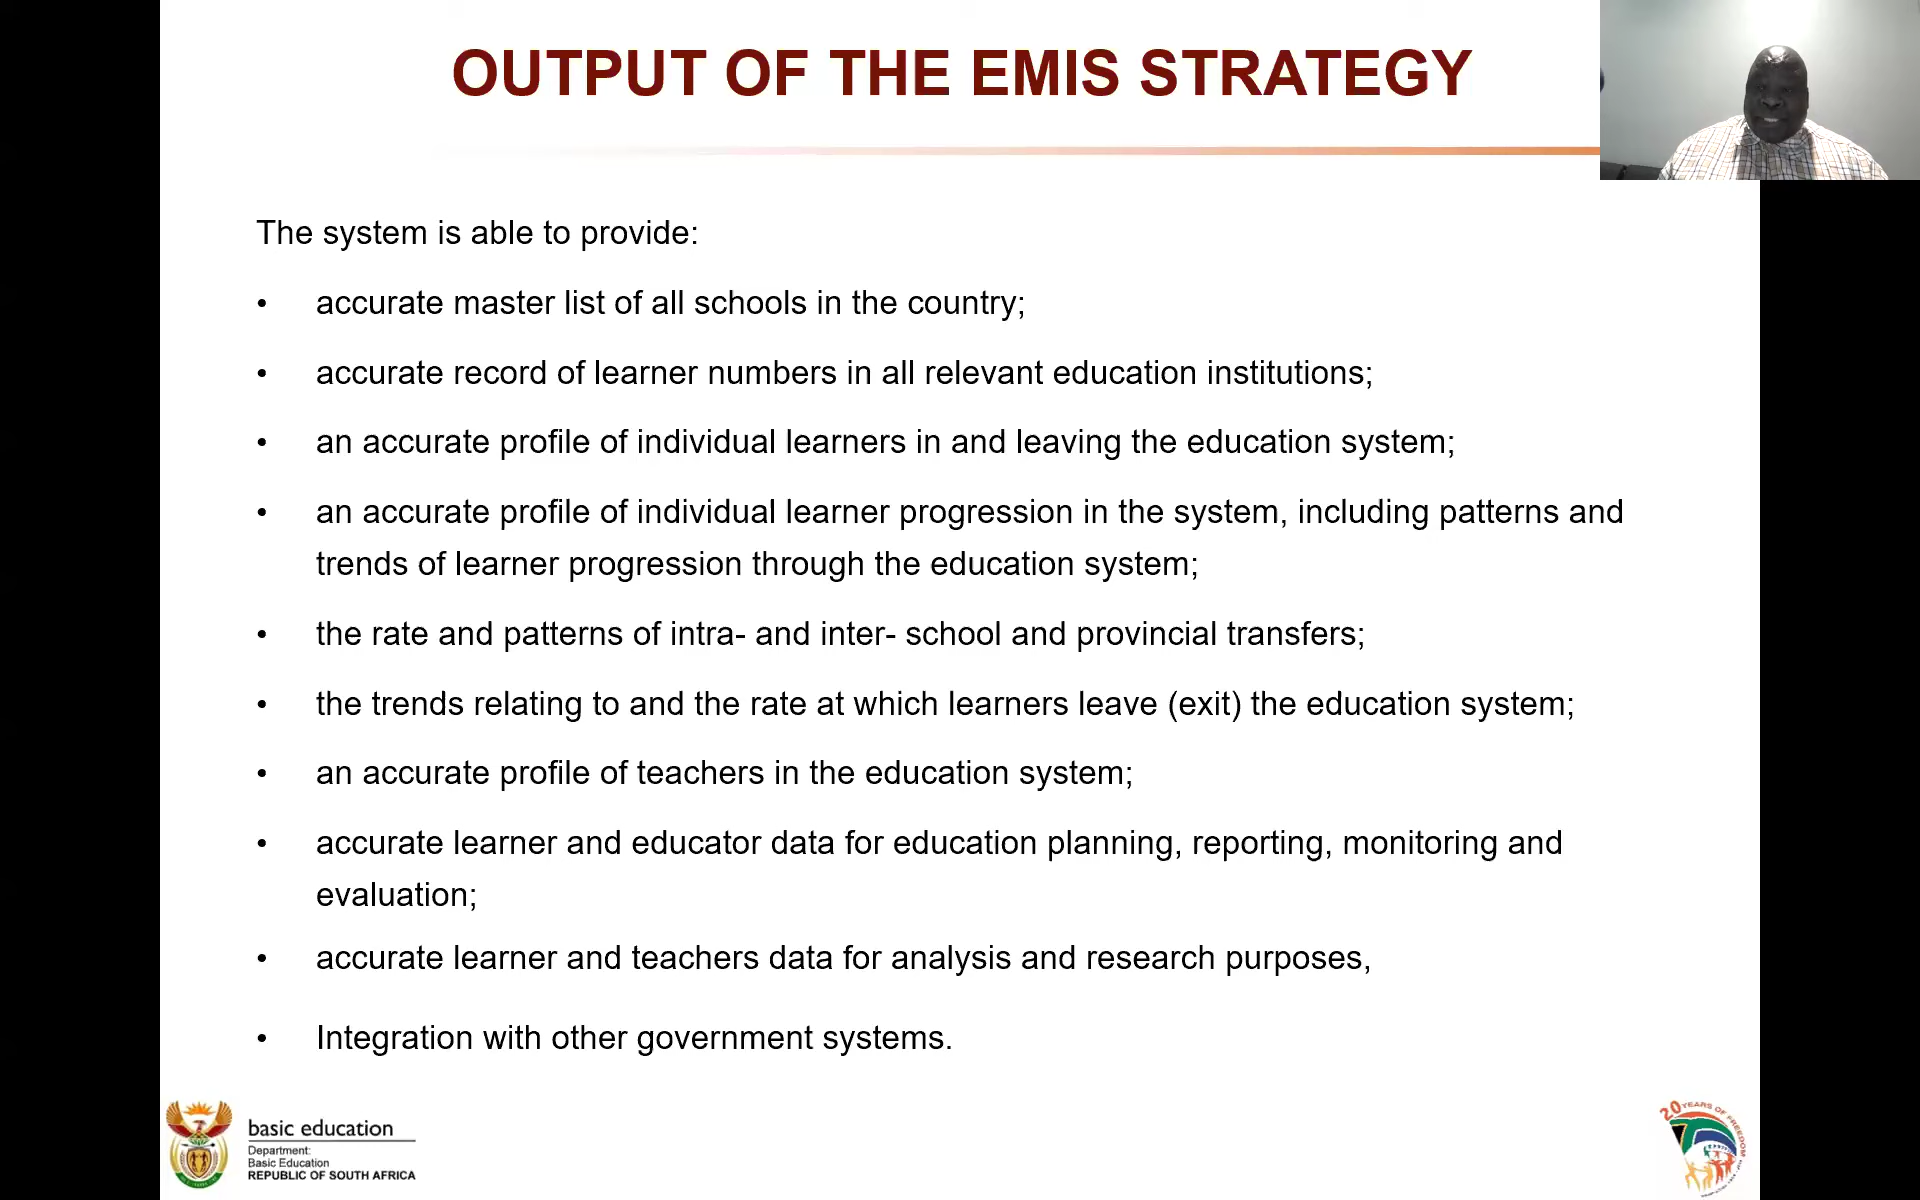 OUTPUT OF THE EMIS STRATEGY
The system is able to provide:
• accurate master list of all schools in the country;
• accurate record of learner numbers in all relevant education institutions;
• an accurate profile of individual learners in and leaving the education system;
• an accurate profile of individual learner progression in the system, including patterns and
trends of learner progression through the education system;
• the rate and patterns of intra- and inter- school and provincial transfers;
• the trends relating to and the rate at which learners leave (exit) the education system;
• an accurate profile of teachers in the education system;
• accurate learner and educator data for education planning, reporting, monitoring and
evaluation;
• accurate learner and teachers data for analysis and research purposes,
• Integration with other government systems.
basic education
Department:
Basic Education
REPUBLIC OF SOUTH AFRICA
20 YEARS OF FREEDOM